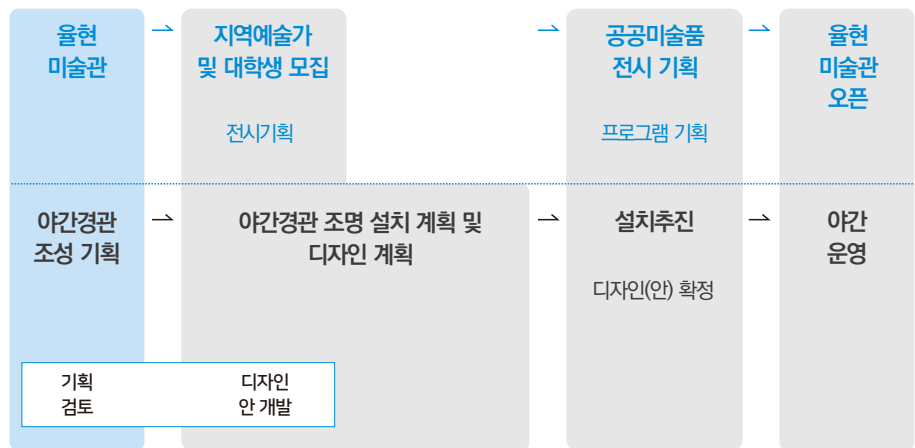 율현
미술관
지역예술가
및 대학생 모집
전시기획
공공미술품
전시 기획
프로그램 기획
율현
미술관
오픈
야간경관
조성 기획
야간경관 조명 설치 계획 및
디자인 계획
설치추진
디자인(안) 확정
야간
운영
기획
검토
디자인
안 개발